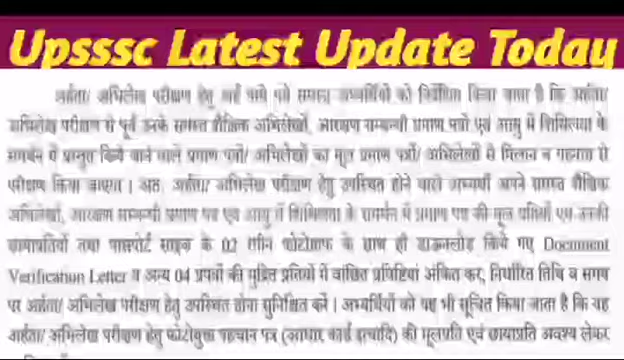 Upsssc Latest Update Today
अर्हता/ अभिलेख परीक्षण हेतु अर्ह पाये गये समस्त अभ्यर्थियों को निर्देशित किया जाता है कि अर्हता/
अभिलेख परीक्षण से पूर्व उनके समस्त शैक्षिक अभिलेखों, आरक्षण सम्बन्धी प्रमाण पत्रों एवं आयु में शिथिलता के
समर्थन में प्रस्तुत किये जाने वाले प्रमाण पत्रों/ अभिलेखों का मूल प्रमाण पत्रों/ अभिलेखों से मिलान व गहनता से
परीक्षण किया जाएगा। अतः अर्हता/ अभिलेख परीक्षण हेतु उपस्थित होने वाले अभ्यर्थी अपने समस्त शैक्षिक
अभिलेखों, आरक्षण सम्बन्धी प्रमाण पत्र एवं आयु में शिथिलता के समर्थन में प्रमाण पत्र की मूल प्रतियों एवं उनकी
छायाप्रतियों तथा पासपोर्ट साइज के 02 रंगीन फोटोग्राफ के साथ ही डाऊनलोड किये गए Document
Verification Letter व अन्य 04 प्रपत्रों की मुद्रित प्रतियों में वांछित प्रविष्टियां अंकित कर, निर्धारित तिथि व समय
पर अर्हता/ अभिलेख परीक्षण हेतु उपस्थित होना सुनिश्चित करें। अभ्यर्थियों को यह भी सूचित किया जाता है कि वह
अर्हता/ अभिलेख परीक्षण हेतु फोटोयुक्त पहचान पत्र (आधार कार्ड इत्यादि) की मूलप्रति एवं छायाप्रति अवश्य लेकर